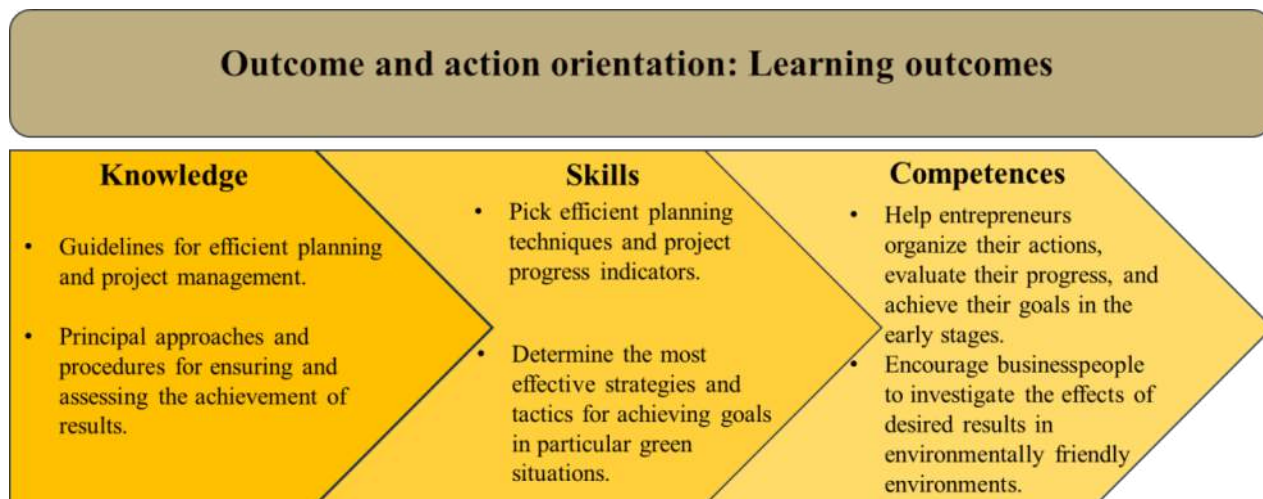 Outcome and action orientation: Learning outcomes
Knowledge
• Guidelines for efficient planning
and project management.
• Principal approaches and
procedures for ensuring and
assessing the achievement of
results.
Skills
• Pick efficient planning
techniques and project
progress indicators.
• Determine the most
effective strategies and
tactics for achieving goals
in particular green
situations.
Competences
• Help entrepreneurs
organize their actions,
evaluate their progress, and
achieve their goals in the
early stages.
• Encourage businesspeople
to investigate the effects of
desired results in
environmentally friendly
environments.